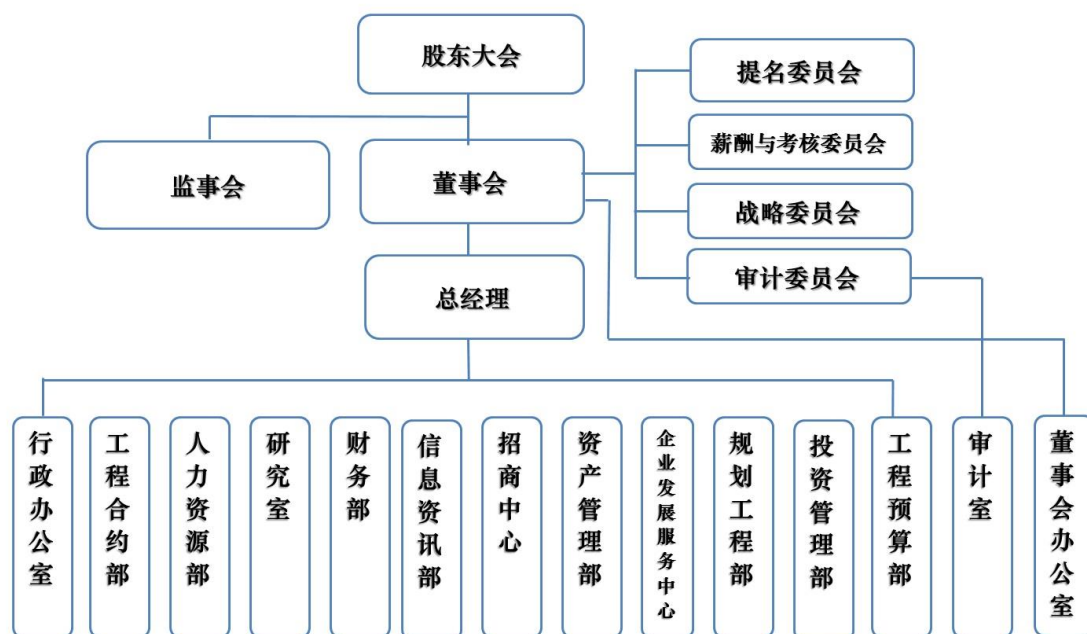 股东大会
提名委员会
薪酬与考核委员会
监事会
董事会
战略委员会
审计委员会
总经理
行政办公室
工程合约部
人力资源部
研究室
财务部
信息资讯部
招商中心
资产管理部
企业发展服务中心
规划工程部
投资管理部
工程预算部
审计室
董事会办公室